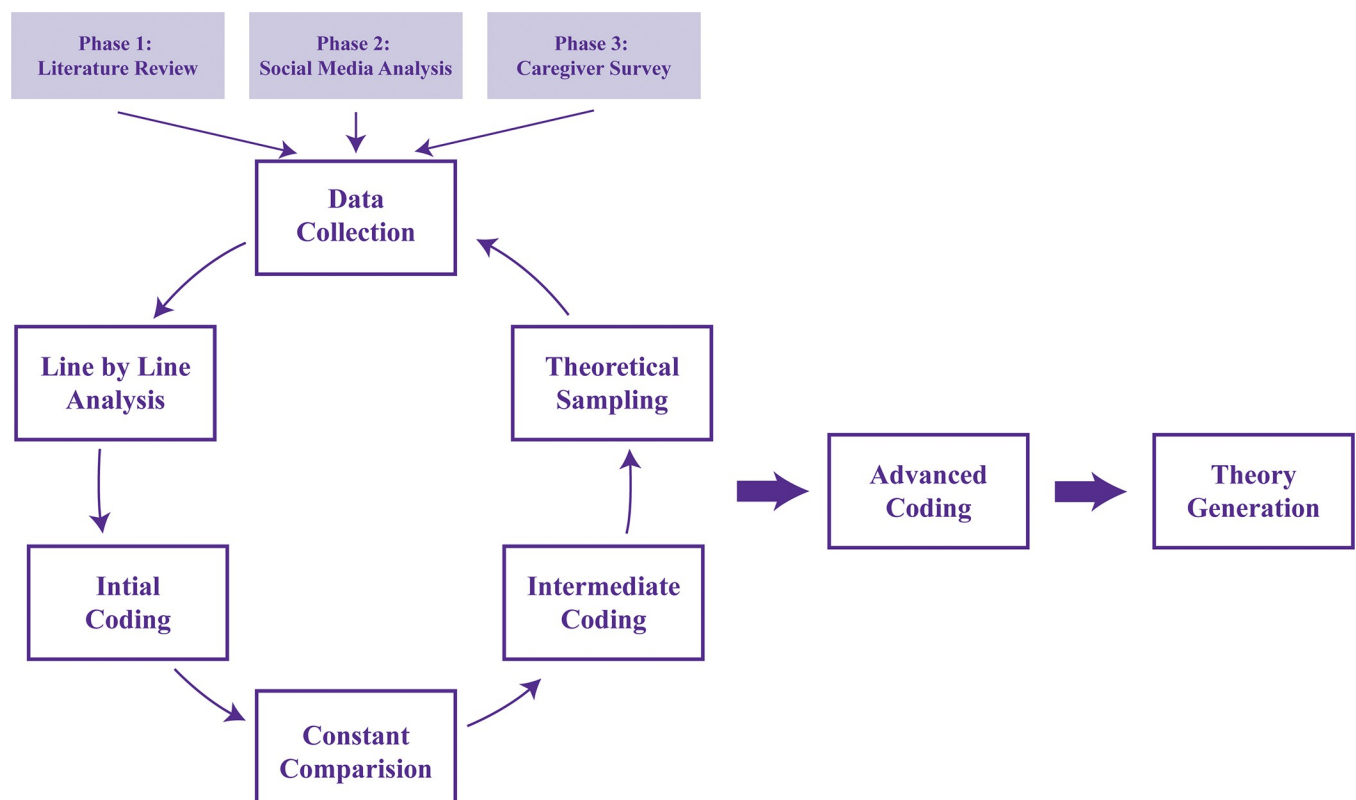 Phase 1:
Literature Review
Phase 2:
Social Media Analysis
Phase 3:
Caregiver Survey
Data
Collection
Line by Line
Analysis
Theoretical
Sampling
Advanced
Coding
Theory
Generation
Intial
Coding
Intermediate
Coding
Constant
Comparision